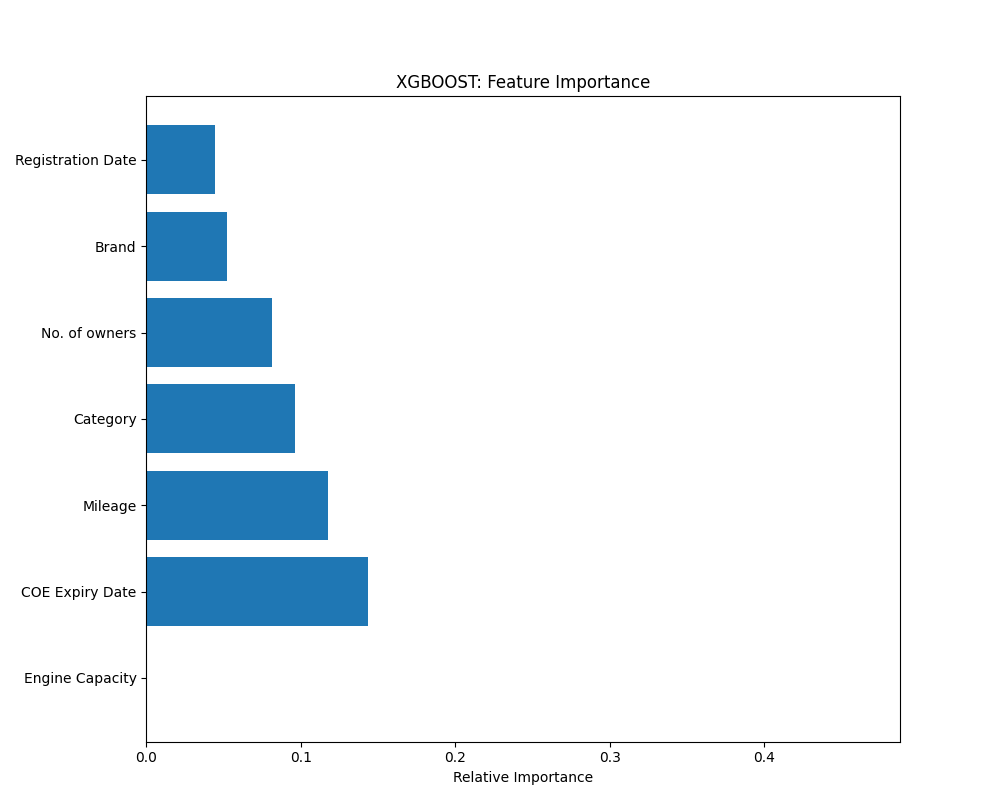 XGBOOST: Feature Importance
Registration Date
Brand
No. of owners
Category
Mileage
COE Expiry Date
Engine Capacity
0.0 0.1 0.2 0.3 0.4
Relative Importance